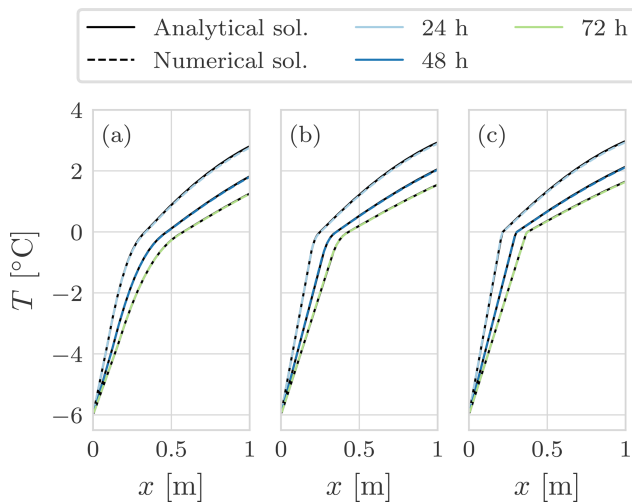 Analytical sol. 24 h 72 h
Numerical sol. 48 h
(a) (b) (c)
4
2
0
−2
−4
−6
T [°C]
0 0.5 1 0 0.5 1 0 0.5 1
x [m] x [m] x [m]